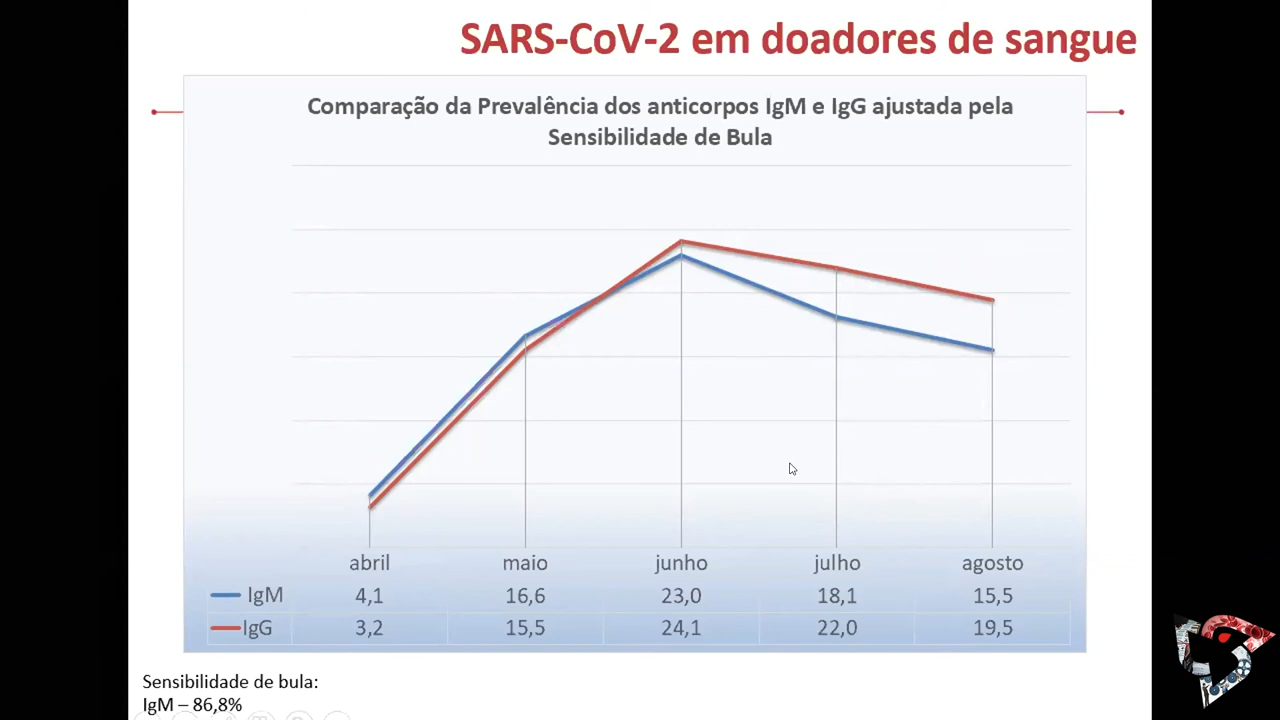 SARS-CoV-2 em doadores de sangue
Comparação da Prevalência dos anticorpos IgM e IgG ajustada pela
Sensibilidade de Bula
abril maio junho julho agosto
IgM 4,1 16,6 23,0 18,1 15,5
IgG 3,2 15,5 24,1 22,0 19,5
Sensibilidade de bula:
IgM – 86,8%